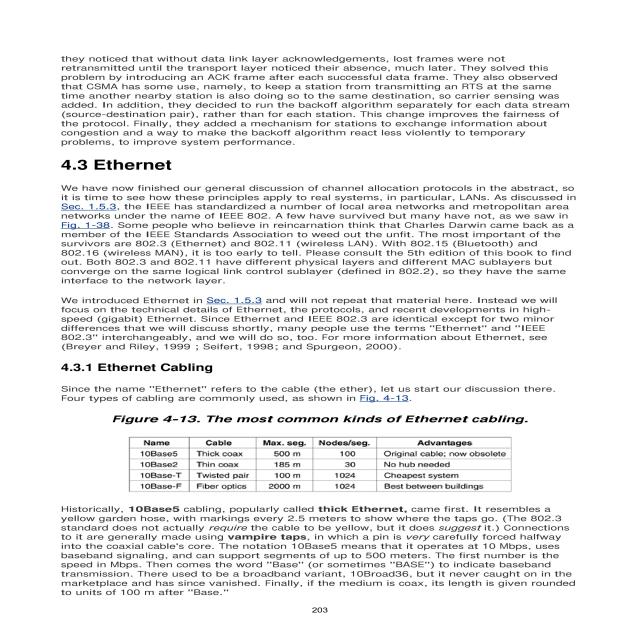 they noticed that without data link layer acknowledgements, lost frames were not
retransmitted until the transport layer noticed their absence, much later. They solved this
problem by introducing an ACK frame after each successful data frame. They also observed
that CSMA has some use, namely, to keep a station from transmitting an RTS at the same
time another nearby station is also doing so to the same destination, so carrier sensing was
added. In addition, they decided to run the backoff algorithm separately for each data stream
(source-destination pair), rather than for each station. This change improves the fairness of
the protocol. Finally, they added a mechanism for stations to exchange information about
congestion and a way to make the backoff algorithm react less violently to temporary
problems, to improve system performance.
4.3 Ethernet
We have now finished our general discussion of channel allocation protocols in the abstract, so
it is time to see how these principles apply to real systems, in particular, LANs. As discussed in
Sec. 1.5.3, the IEEE has standardized a number of local area networks and metropolitan area
networks under the name of IEEE 802. A few have survived but many have not, as we saw in
Fig. 1-38. Some people who believe in reincarnation think that Charles Darwin came back as a
member of the IEEE Standards Association to weed out the unfit. The most important of the
survivors are 802.3 (Ethernet) and 802.11 (wireless LAN). With 802.15 (Bluetooth) and
802.16 (wireless MAN), it is too early to tell. Please consult the 5th edition of this book to find
out. Both 802.3 and 802.11 have different physical layers and different MAC sublayers but
converge on the same logical link control sublayer (defined in 802.2), so they have the same
interface to the network layer.
We introduced Ethernet in Sec. 1.5.3 and will not repeat that material here. Instead we will
focus on the technical details of Ethernet, the protocols, and recent developments in high-
speed (gigabit) Ethernet. Since Ethernet and IEEE 802.3 are identical except for two minor
differences that we will discuss shortly, many people use the terms "Ethernet" and "IEEE
802.3" interchangeably, and we will do so, too. For more information about Ethernet, see
(Breyer and Riley, 1999 ; Seifert, 1998; and Spurgeon, 2000).
4.3.1 Ethernet Cabling
Since the name "Ethernet" refers to the cable (the ether), let us start our discussion there.
Four types of cabling are commonly used, as shown in Fig. 4-13.
Figure 4-13. The most common kinds of Ethernet cabling.
Name Cable Max. seg. Nodes/seg. Advantages
10Base5 Thick coax 500 m 100 Original cable; now obsolete
10Base2 Thin coax 185 m 30 No hub needed
10Base-T Twisted pair 100 m 1024 Cheapest system
10Base-F Fiber optics 2000 m 1024 Best between buildings
Historically, 10Base5 cabling, popularly called thick Ethernet, came first. It resembles a
yellow garden hose, with markings every 2.5 meters to show where the taps go. (The 802.3
standard does not actually require the cable to be yellow, but it does suggest it.) Connections
to it are generally made using vampire taps, in which a pin is very carefully forced halfway
into the coaxial cable's core. The notation 10Base5 means that it operates at 10 Mbps, uses
baseband signaling, and can support segments of up to 500 meters. The first number is the
speed in Mbps. Then comes the word "Base" (or sometimes "BASE") to indicate baseband
transmission. There used to be a broadband variant, 10Broad36, but it never caught on in the
marketplace and has since vanished. Finally, if the medium is coax, its length is given rounded
to units of 100 m after "Base."
203